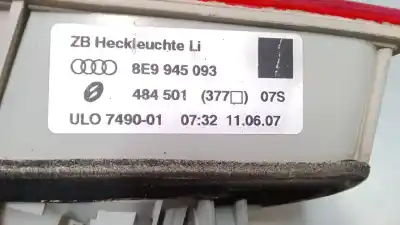 ZB Heckleuchte Li
8E9 945 093
484 501 (377□) 07S
ULO 7490-01 07:32 11.06.07